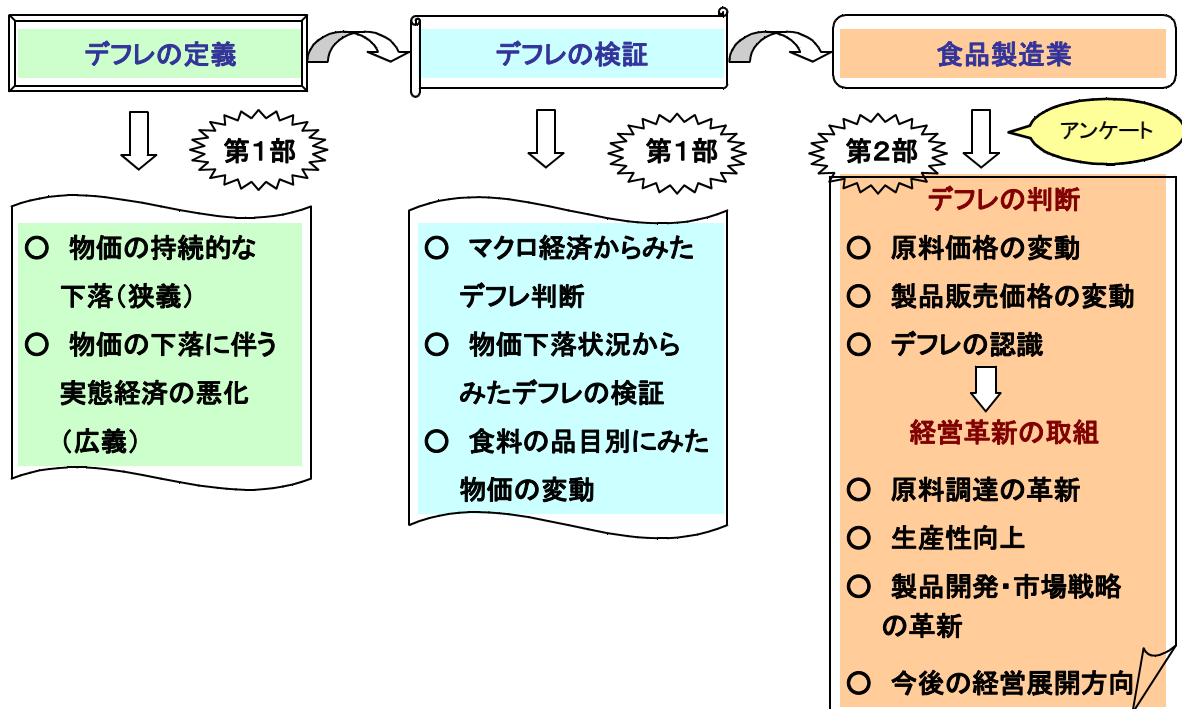 デフレの定義
デフレの検証
食品製造業
アンケート
第1部
第1部
第2部
○ 物価の持続的な
下落(狭義)
○ 物価の下落に伴う
実態経済の悪化
(広義)
○ マクロ経済からみた
デフレ判断
○ 物価下落状況から
みたデフレの検証
○ 食料の品目別にみた
物価の変動
デフレの判断
○ 原料価格の変動
○ 製品販売価格の変動
○ デフレの認識
経営革新の取組
○ 原料調達の革新
○ 生産性向上
○ 製品開発・市場戦略
の革新
○ 今後の経営展開方向